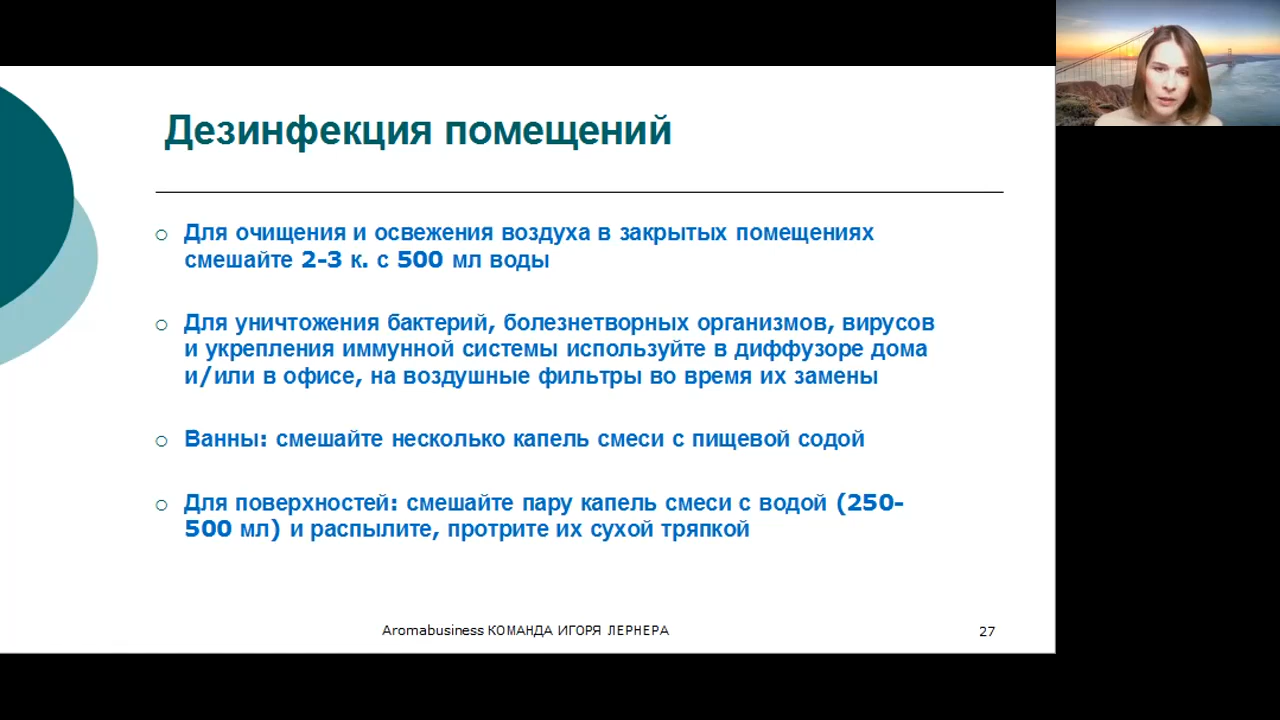 Дезинфекция помещений
Для очищения и освежения воздуха в закрытых помещениях
смешайте 2-3 к. с 500 мл воды
Для уничтожения бактерий, болезнетворных организмов, вирусов
и укрепления иммунной системы используйте в диффузоре дома
и/или в офисе, на воздушные фильтры во время их замены
Ванны: смешайте несколько капель смеси с пищевой содой
Для поверхностей: смешайте пару капель смеси с водой (250-
500 мл) и распылите, протрите их сухой тряпкой
Aromabusiness КОМАНДА ИГОРЯ ЛЕРНЕРА
27